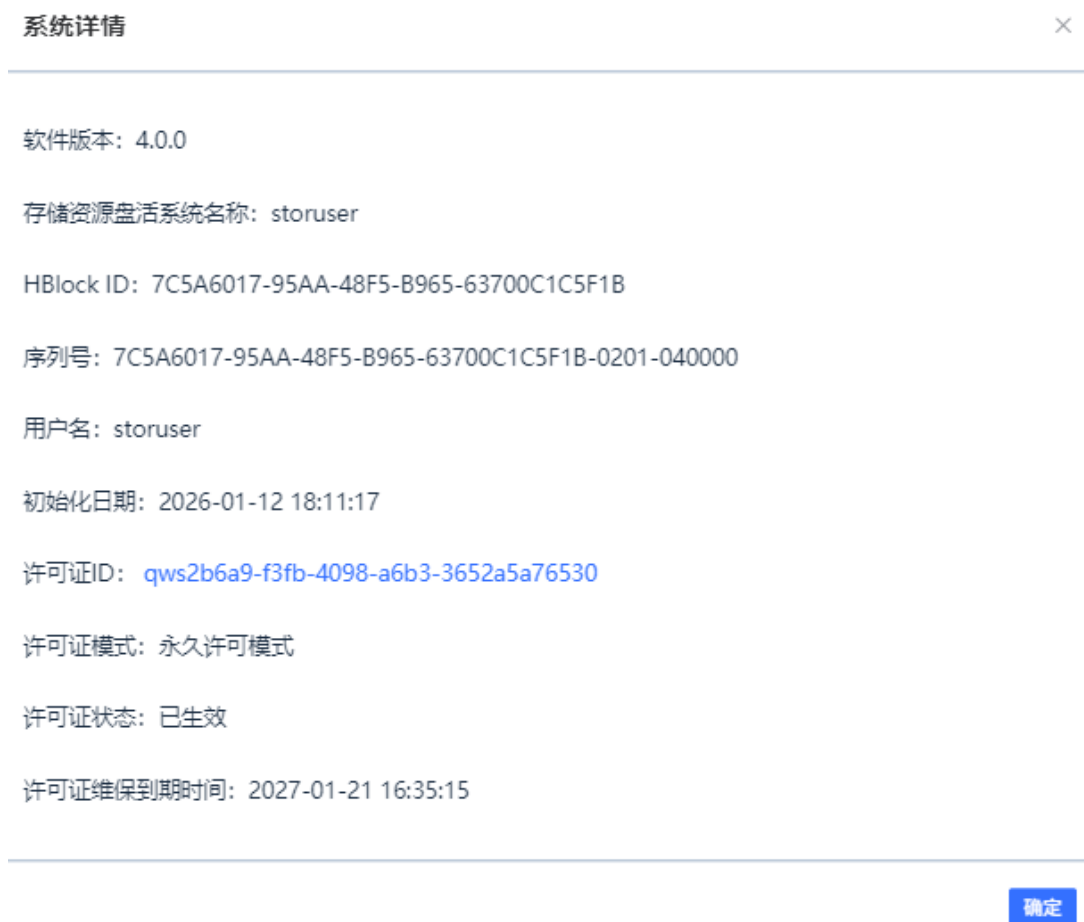 系统详情
软件版本：4.0.0
存储资源盘活系统名称：storuser
HBlock ID：7C5A6017-95AA-48F5-B965-63700C1C5F1B
序列号：7C5A6017-95AA-48F5-B965-63700C1C5F1B-0201-040000
用户名：storuser
初始化日期：2026-01-12 18:11:17
许可证ID： qws2b6a9-f3fb-4098-a6b3-3652a5a76530
许可证模式：永久许可模式
许可证状态：已生效
许可证维保到期时间：2027-01-21 16:35:15
确定